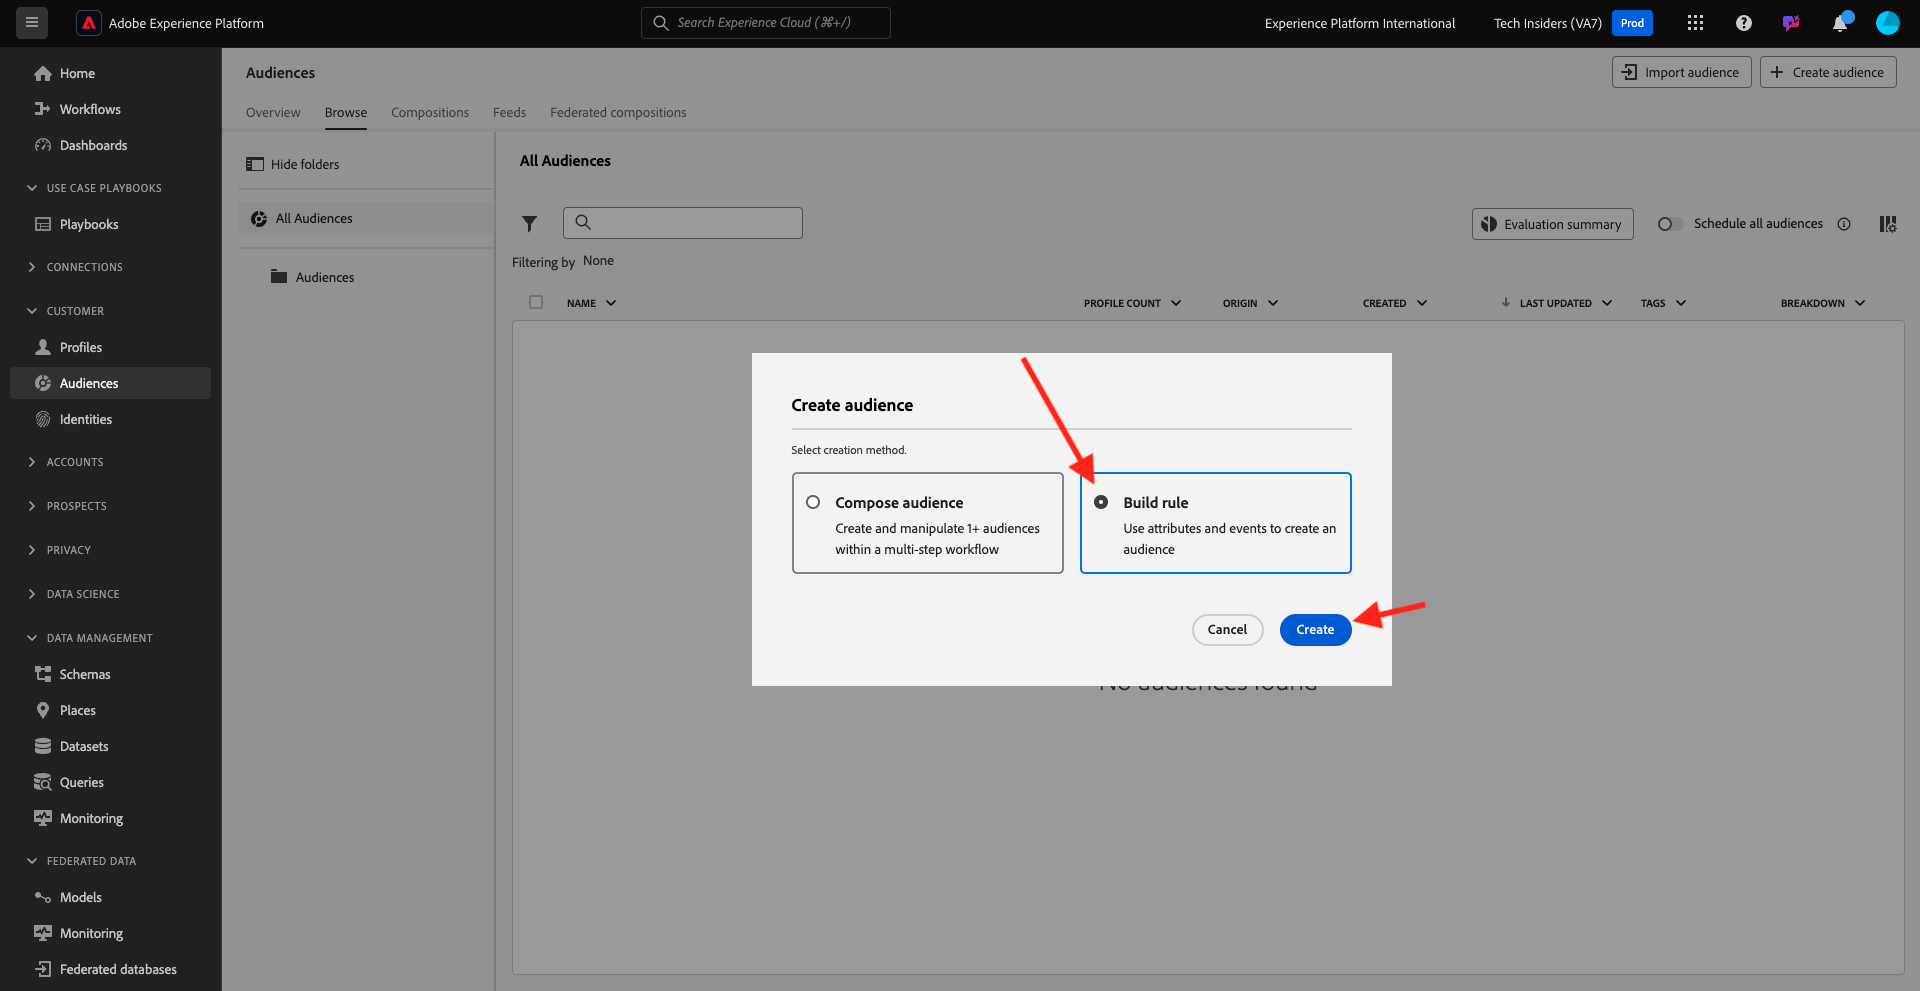 Adobe Experience Platform
Search Experience Cloud (⌘+/)
Experience Platform International
Tech Insiders (VA7)
Prod
Home
Workflows
Dashboards
USE CASE PLAYBOOKS
Playbooks
CONNECTIONS
CUSTOMER
Profiles
Audiences
Identities
ACCOUNTS
PROSPECTS
PRIVACY
DATA SCIENCE
DATA MANAGEMENT
Schemas
Places
Datasets
Queries
Monitoring
FEDERATED DATA
Models
Monitoring
Federated databases
Audiences
Import audience
Create audience
Overview
Browse
Compositions
Feeds
Federated compositions
Hide folders
All Audiences
Audiences
All Audiences
Evaluation summary
Schedule all audiences
Filtering by None
NAME
PROFILE COUNT
ORIGIN
CREATED
LAST UPDATED
TAGS
BREAKDOWN
Create audience
Select creation method.
Compose audience
Create and manipulate 1+ audiences
within a multi-step workflow
Build rule
Use attributes and events to create an
audience
Cancel
Create
No audiences found